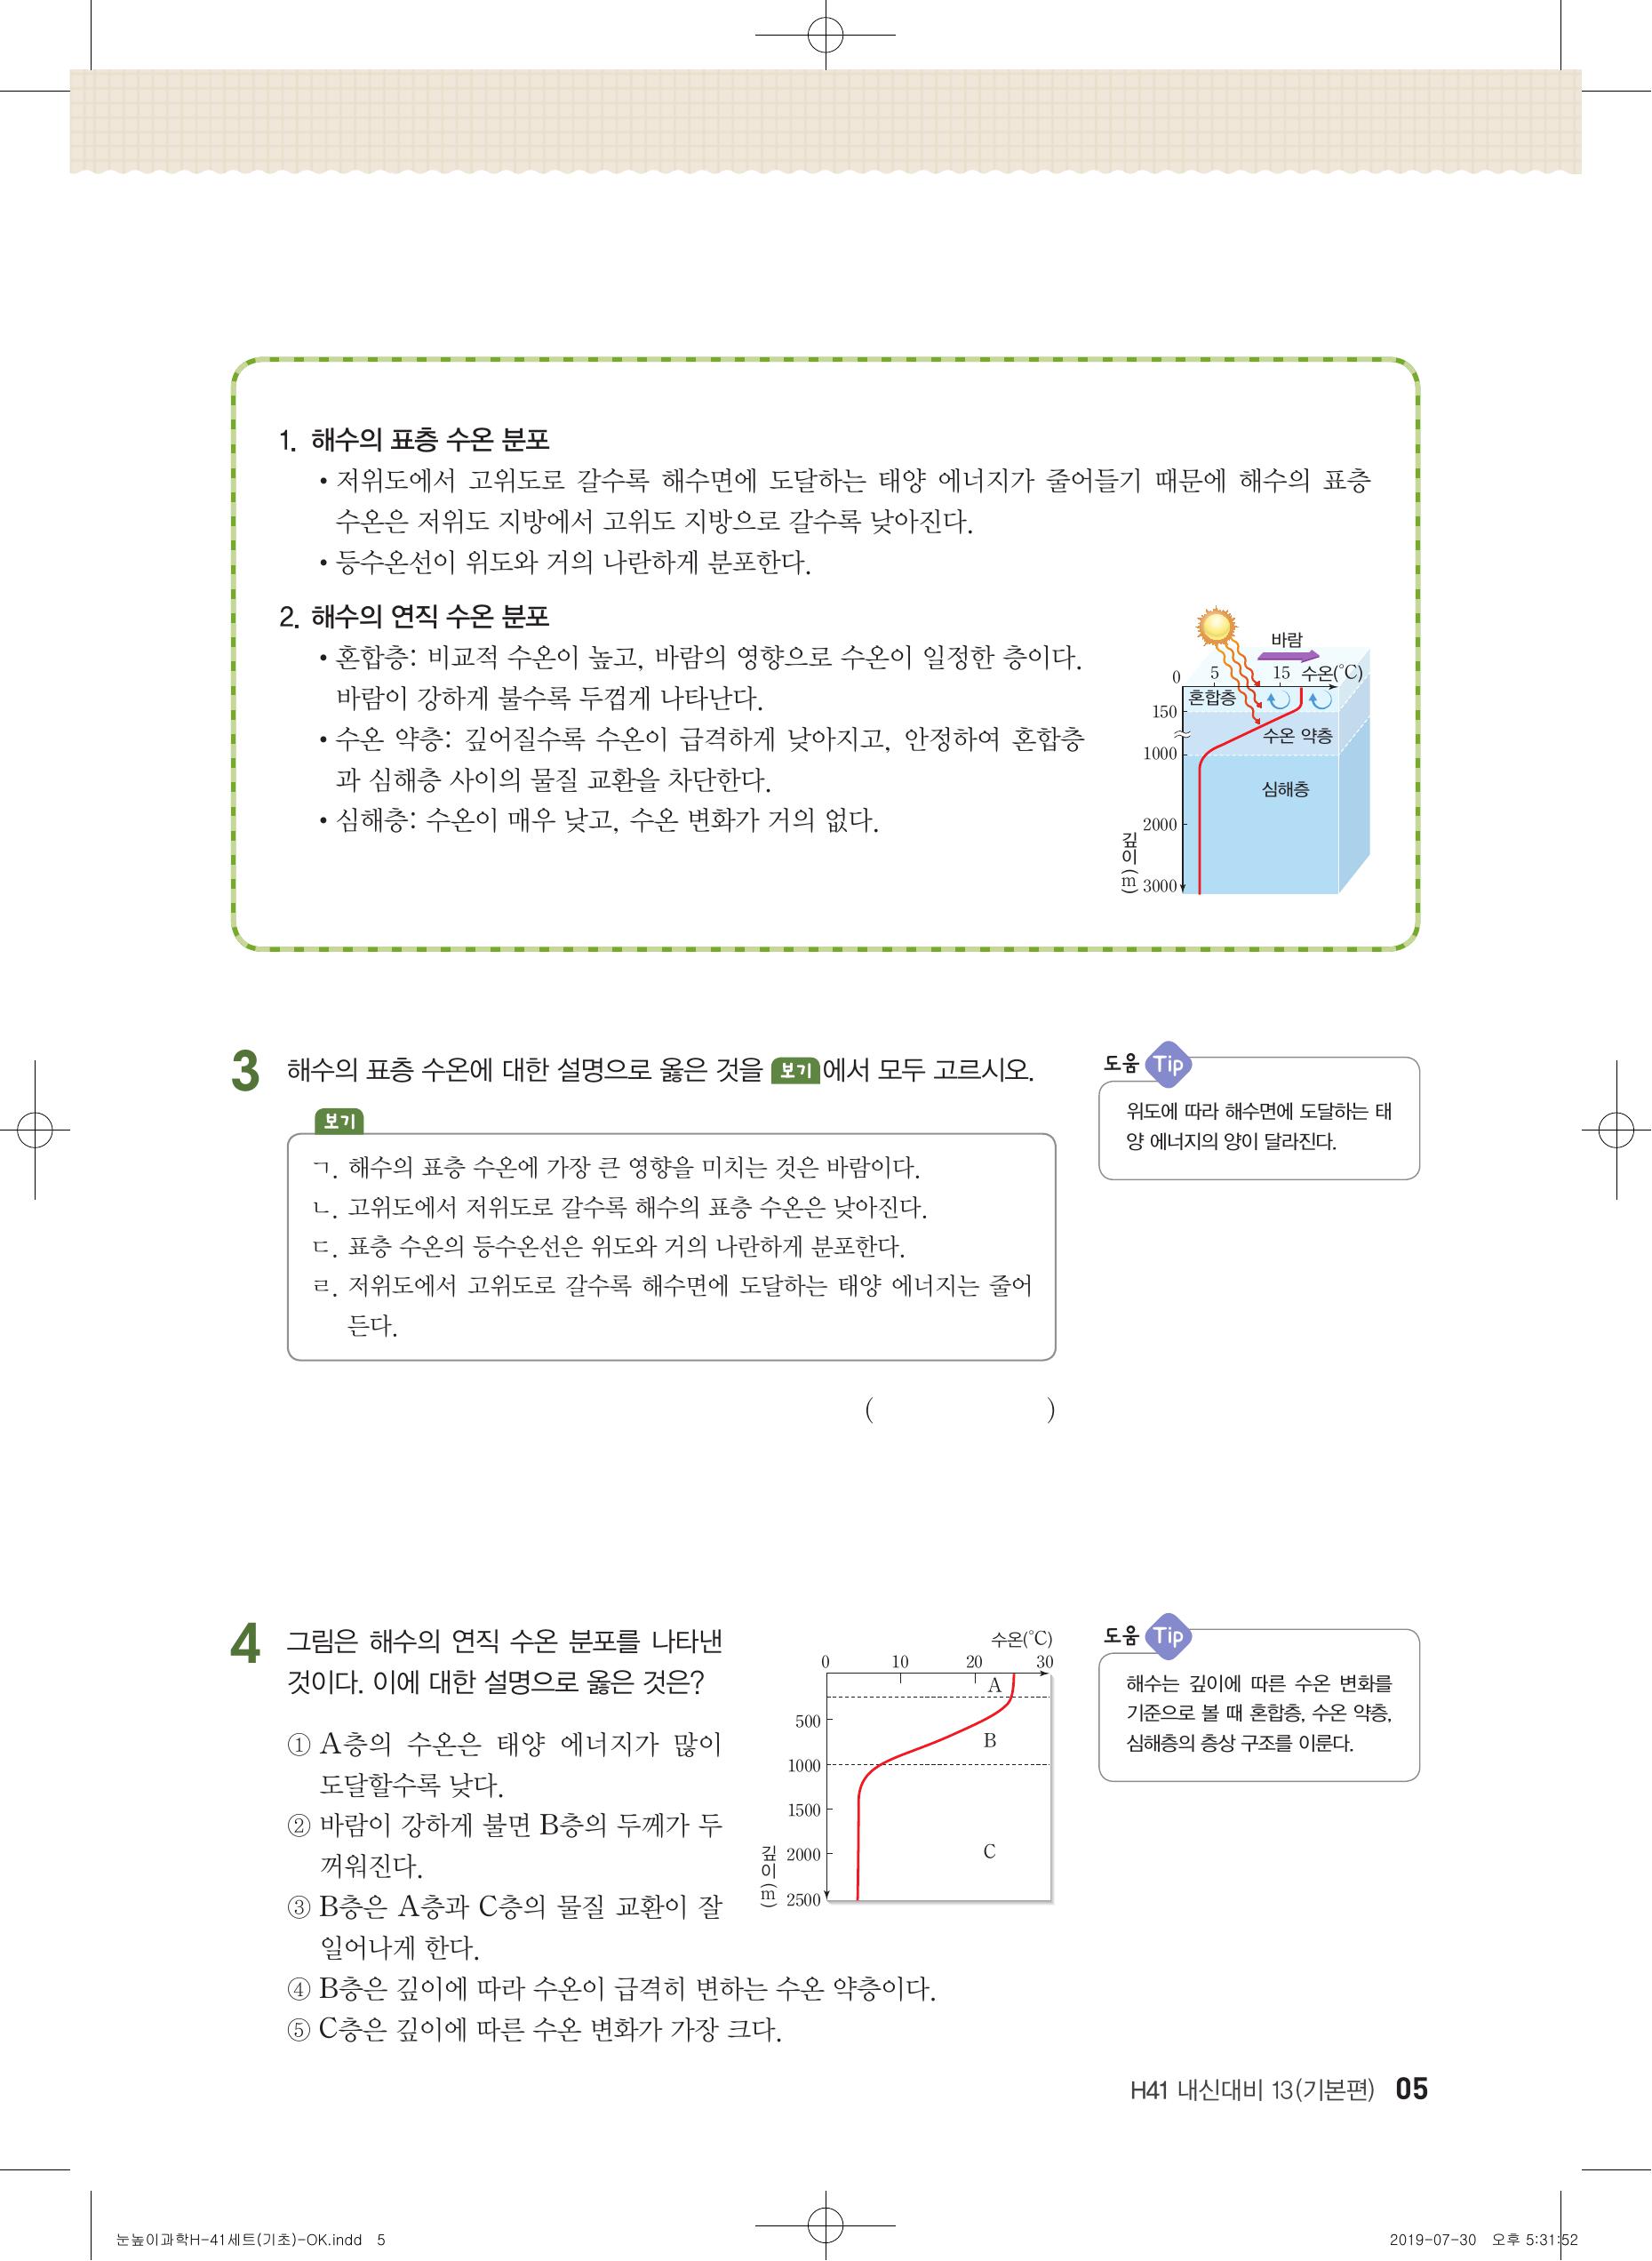 1. 해수의 표층 수온 분포
• 저위도에서 고위도로 갈수록 해수면에 도달하는 태양 에너지가 줄어들기 때문에 해수의 표층
수온은 저위도 지방에서 고위도 지방으로 갈수록 낮아진다.
• 등수온선이 위도와 거의 나란하게 분포한다.
2. 해수의 연직 수온 분포
• 혼합층: 비교적 수온이 높고, 바람의 영향으로 수온이 일정한 층이다.
바람이 강하게 불수록 두껍게 나타난다.
• 수온 약층: 깊어질수록 수온이 급격하게 낮아지고, 안정하여 혼합층
과 심해층 사이의 물질 교환을 차단한다.
• 심해층: 수온이 매우 낮고, 수온 변화가 거의 없다.
바람
0 5 15 수온(℃)
혼합층
150
수온 약층
1000
심해층
2000
깊이(m)
3000
3 해수의 표층 수온에 대한 설명으로 옳은 것을 보기에서 모두 고르시오.
보기
ㄱ. 해수의 표층 수온에 가장 큰 영향을 미치는 것은 바람이다.
ㄴ. 고위도에서 저위도로 갈수록 해수의 표층 수온은 낮아진다.
ㄷ. 표층 수온의 등수온선은 위도와 거의 나란하게 분포한다.
ㄹ. 저위도에서 고위도로 갈수록 해수면에 도달하는 태양 에너지는 줄어
든다.
( )
도움 Tip
위도에 따라 해수면에 도달하는 태
양 에너지의 양이 달라진다.
4 그림은 해수의 연직 수온 분포를 나타낸
것이다. 이에 대한 설명으로 옳은 것은?
① A층의 수온은 태양 에너지가 많이
도달할수록 낮다.
② 바람이 강하게 불면 B층의 두께가 두
꺼워진다.
③ B층은 A층과 C층의 물질 교환이 잘
일어나게 한다.
④ B층은 깊이에 따라 수온이 급격히 변하는 수온 약층이다.
⑤ C층은 깊이에 따른 수온 변화가 가장 크다.
수온(℃)
0 10 20 30
A
500
B
1000
1500
C
2000
깊이(m)
2500
도움 Tip
해수는 깊이에 따른 수온 변화를
기준으로 볼 때 혼합층, 수온 약층,
심해층의 층상 구조를 이룬다.
H41 내신대비 13(기본편) 05
눈높이과학H-41세트(기초)-OK.indd 5
2019-07-30 오후 5:31:52